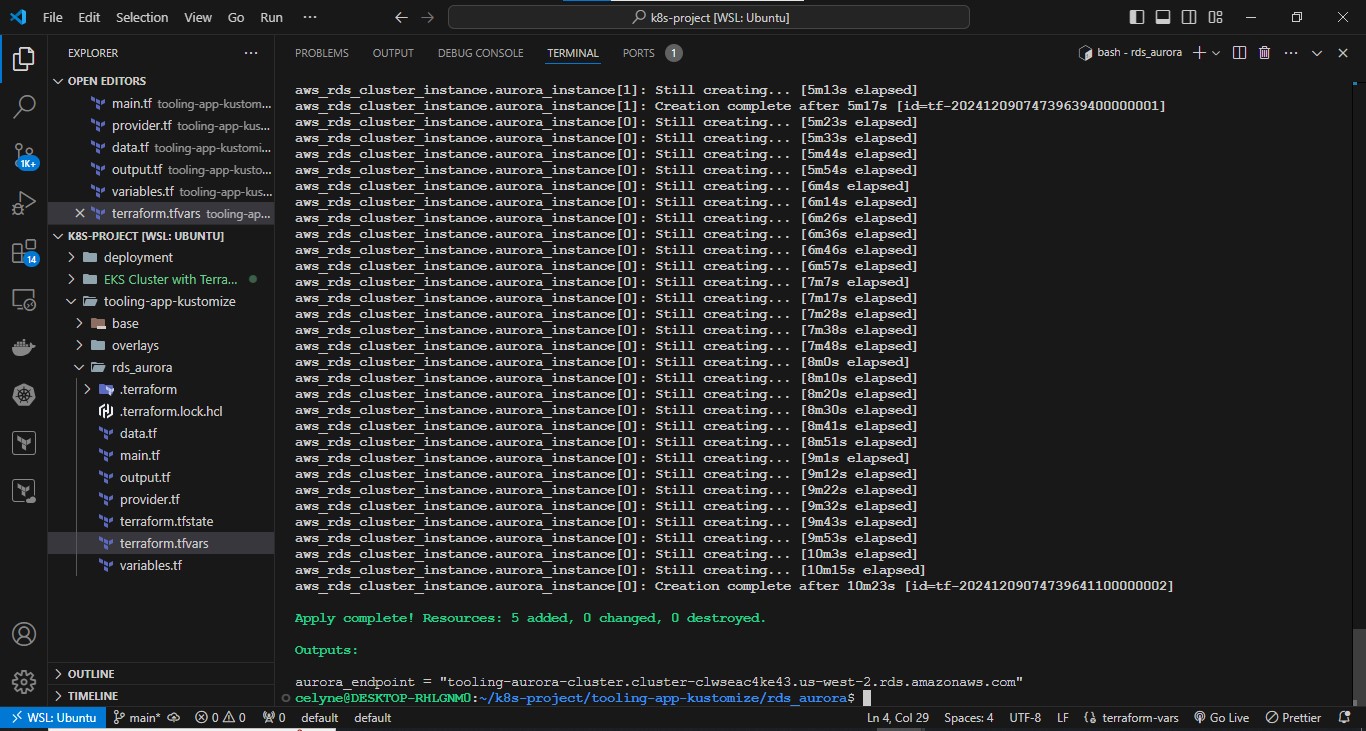 File Edit Selection View Go Run ··· k8s-project [WSL: Ubuntu]
EXPLORER ···
OPEN EDITORS
main.tf tooling-app-kustom...
provider.tf tooling-app-kus...
data.tf tooling-app-kustomi...
output.tf tooling-app-kusto...
variables.tf tooling-app-kus...
terraform.tfvars tooling-ap...
K8S-PROJECT [WSL: UBUNTU]
deployment
EKS Cluster with Terra...
tooling-app-kustomize
base
overlays
rds_aurora
.terraform
.terraform.lock.hcl
data.tf
main.tf
output.tf
provider.tf
terraform.tfstate
terraform.tfvars
variables.tf
OUTLINE
TIMELINE
1K+
14
PROBLEMS OUTPUT DEBUG CONSOLE TERMINAL PORTS 1 bash - rds_aurora
aws_rds_cluster_instance.aurora_instance[1]: Still creating... [5m13s elapsed]
aws_rds_cluster_instance.aurora_instance[1]: Creation complete after 5m17s [id=tf-20241209074739639400000001]
aws_rds_cluster_instance.aurora_instance[0]: Still creating... [5m23s elapsed]
aws_rds_cluster_instance.aurora_instance[0]: Still creating... [5m33s elapsed]
aws_rds_cluster_instance.aurora_instance[0]: Still creating... [5m44s elapsed]
aws_rds_cluster_instance.aurora_instance[0]: Still creating... [5m54s elapsed]
aws_rds_cluster_instance.aurora_instance[0]: Still creating... [6m4s elapsed]
aws_rds_cluster_instance.aurora_instance[0]: Still creating... [6m14s elapsed]
aws_rds_cluster_instance.aurora_instance[0]: Still creating... [6m26s elapsed]
aws_rds_cluster_instance.aurora_instance[0]: Still creating... [6m36s elapsed]
aws_rds_cluster_instance.aurora_instance[0]: Still creating... [6m46s elapsed]
aws_rds_cluster_instance.aurora_instance[0]: Still creating... [6m57s elapsed]
aws_rds_cluster_instance.aurora_instance[0]: Still creating... [7m7s elapsed]
aws_rds_cluster_instance.aurora_instance[0]: Still creating... [7m17s elapsed]
aws_rds_cluster_instance.aurora_instance[0]: Still creating... [7m28s elapsed]
aws_rds_cluster_instance.aurora_instance[0]: Still creating... [7m38s elapsed]
aws_rds_cluster_instance.aurora_instance[0]: Still creating... [7m48s elapsed]
aws_rds_cluster_instance.aurora_instance[0]: Still creating... [8m0s elapsed]
aws_rds_cluster_instance.aurora_instance[0]: Still creating... [8m10s elapsed]
aws_rds_cluster_instance.aurora_instance[0]: Still creating... [8m20s elapsed]
aws_rds_cluster_instance.aurora_instance[0]: Still creating... [8m30s elapsed]
aws_rds_cluster_instance.aurora_instance[0]: Still creating... [8m41s elapsed]
aws_rds_cluster_instance.aurora_instance[0]: Still creating... [8m51s elapsed]
aws_rds_cluster_instance.aurora_instance[0]: Still creating... [9m1s elapsed]
aws_rds_cluster_instance.aurora_instance[0]: Still creating... [9m12s elapsed]
aws_rds_cluster_instance.aurora_instance[0]: Still creating... [9m22s elapsed]
aws_rds_cluster_instance.aurora_instance[0]: Still creating... [9m32s elapsed]
aws_rds_cluster_instance.aurora_instance[0]: Still creating... [9m43s elapsed]
aws_rds_cluster_instance.aurora_instance[0]: Still creating... [9m53s elapsed]
aws_rds_cluster_instance.aurora_instance[0]: Still creating... [10m3s elapsed]
aws_rds_cluster_instance.aurora_instance[0]: Still creating... [10m15s elapsed]
aws_rds_cluster_instance.aurora_instance[0]: Creation complete after 10m23s [id=tf-20241209074739641100000002]
Apply complete! Resources: 5 added, 0 changed, 0 destroyed.
Outputs:
aurora_endpoint = "tooling-aurora-cluster.cluster-clwseac4ke43.us-west-2.rds.amazonaws.com"
celyne@DESKTOP-RHLGNM0:~/k8s-project/tooling-app-kustomize/rds_aurora$
WSL: Ubuntu main* 0 0 0 default default Ln 4, Col 29 Spaces: 4 UTF-8 LF terraform-vars Go Live Prettier